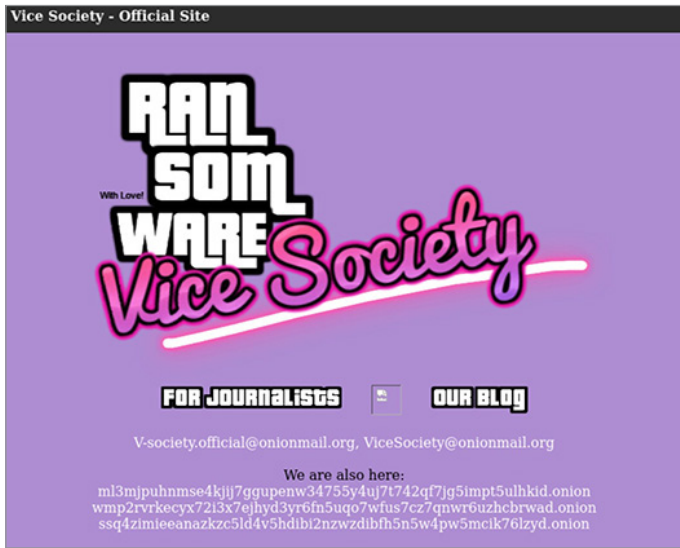 Vice Society - Official Site
RAN
SOM
With Love!
WARE
Vice Society
FOR JOURNALISTS
OUR BLOG
V-society.official@onionmail.org, ViceSociety@onionmail.org
We are also here:
ml3mjpuhnmse4kjij7ggupenw34755y4uj7t742qf7jg5impt5ulhkid.onion
wmp2rvrkecyx72i3x7ejhyd3yr6fn5uqo7wfus7cz7qnwr6uzhcbrwad.onion
ssq4zimieeanazkzc5ld4v5hdibi2nzwzdibfh5n5w4pw5mcik76lzyd.onion